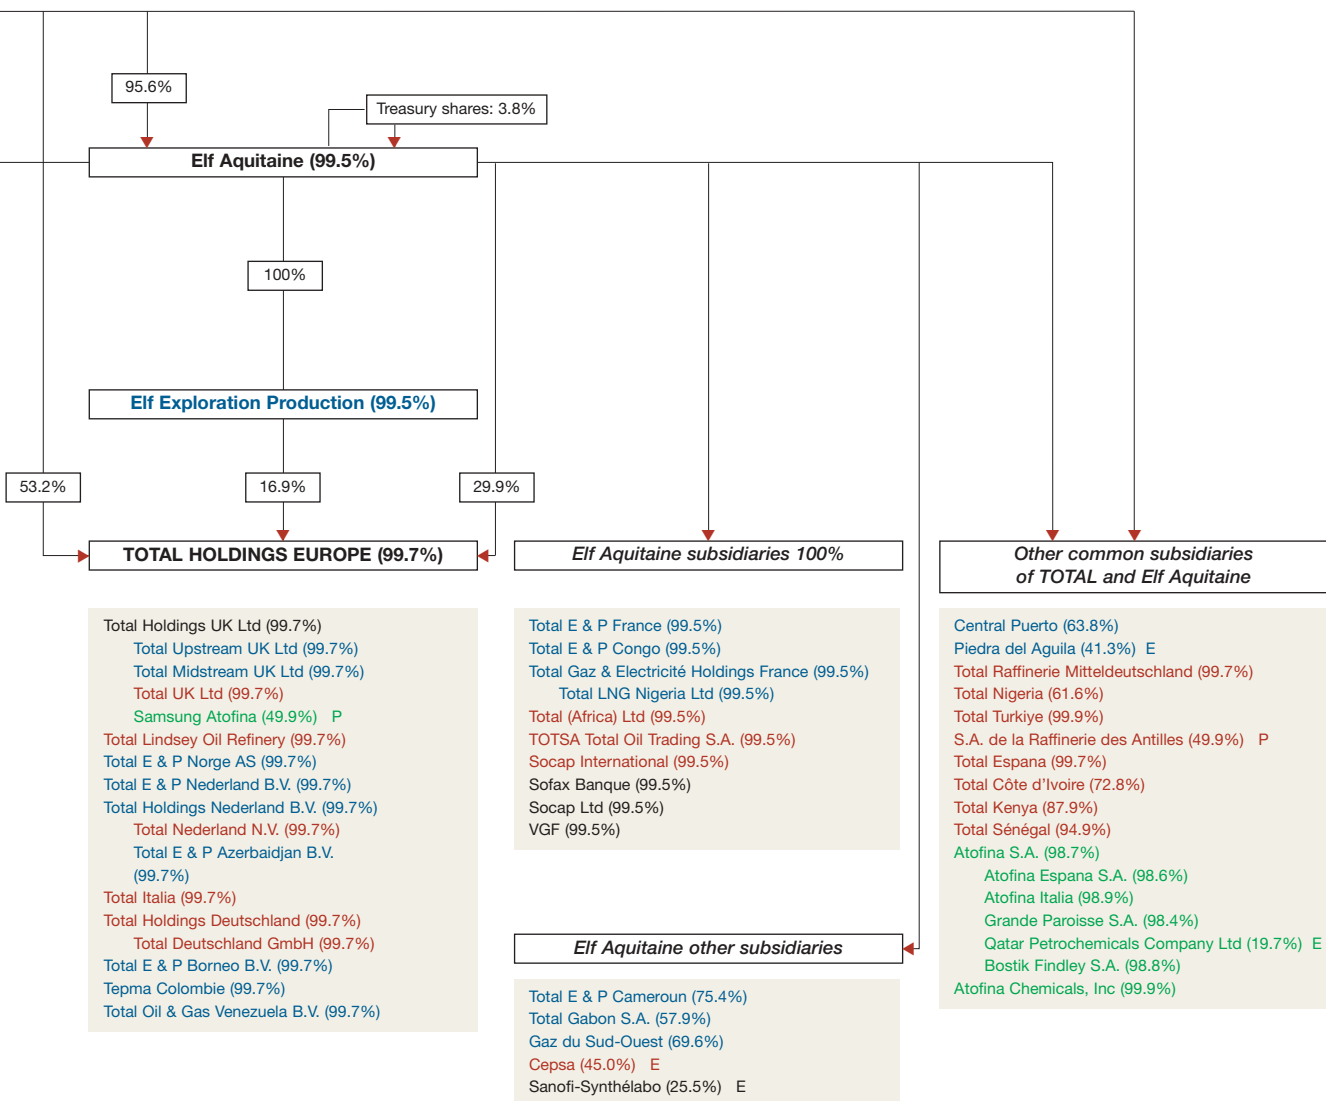 95.6%
Treasury shares: 3.8%
Elf Aquitaine (99.5%)
100%
Elf Exploration Production (99.5%)
53.2%
16.9%
29.9%
TOTAL HOLDINGS EUROPE (99.7%)
Total Holdings UK Ltd (99.7%)
Total Upstream UK Ltd (99.7%)
Total Midstream UK Ltd (99.7%)
Total UK Ltd (99.7%)
Samsung Atofina (49.9%) P
Total Lindsey Oil Refinery (99.7%)
Total E & P Norge AS (99.7%)
Total E & P Nederland B.V. (99.7%)
Total Holdings Nederland B.V. (99.7%)
Total Nederland N.V. (99.7%)
Total E & P Azerbaidjan B.V.
(99.7%)
Total Italia (99.7%)
Total Holdings Deutschland (99.7%)
Total Deutschland GmbH (99.7%)
Total E & P Borneo B.V. (99.7%)
Tepma Colombie (99.7%)
Total Oil & Gas Venezuela B.V. (99.7%)
Elf Aquitaine subsidiaries 100%
Total E & P France (99.5%)
Total E & P Congo (99.5%)
Total Gaz & Electricité Holdings France (99.5%)
Total LNG Nigeria Ltd (99.5%)
Total (Africa) Ltd (99.5%)
TOTSA Total Oil Trading S.A. (99.5%)
Socap International (99.5%)
Sofax Banque (99.5%)
Socap Ltd (99.5%)
VGF (99.5%)
Elf Aquitaine other subsidiaries
Total E & P Cameroun (75.4%)
Total Gabon S.A. (57.9%)
Gaz du Sud-Ouest (69.6%)
Cepsa (45.0%) E
Sanofi-Synthélabo (25.5%) E
Other common subsidiaries
of TOTAL and Elf Aquitaine
Central Puerto (63.8%)
Piedra del Aguila (41.3%) E
Total Raffinerie Mitteldeutschland (99.7%)
Total Nigeria (61.6%)
Total Turkiye (99.9%)
S.A. de la Raffinerie des Antilles (49.9%) P
Total Espana (99.7%)
Total Côte d'Ivoire (72.8%)
Total Kenya (87.9%)
Total Sénégal (94.9%)
Atofina S.A. (98.7%)
Atofina Espana S.A. (98.6%)
Atofina Italia (98.9%)
Grande Paroisse S.A. (98.4%)
Qatar Petrochemicals Company Ltd (19.7%) E
Bostik Findley S.A. (98.8%)
Atofina Chemicals, Inc (99.9%)